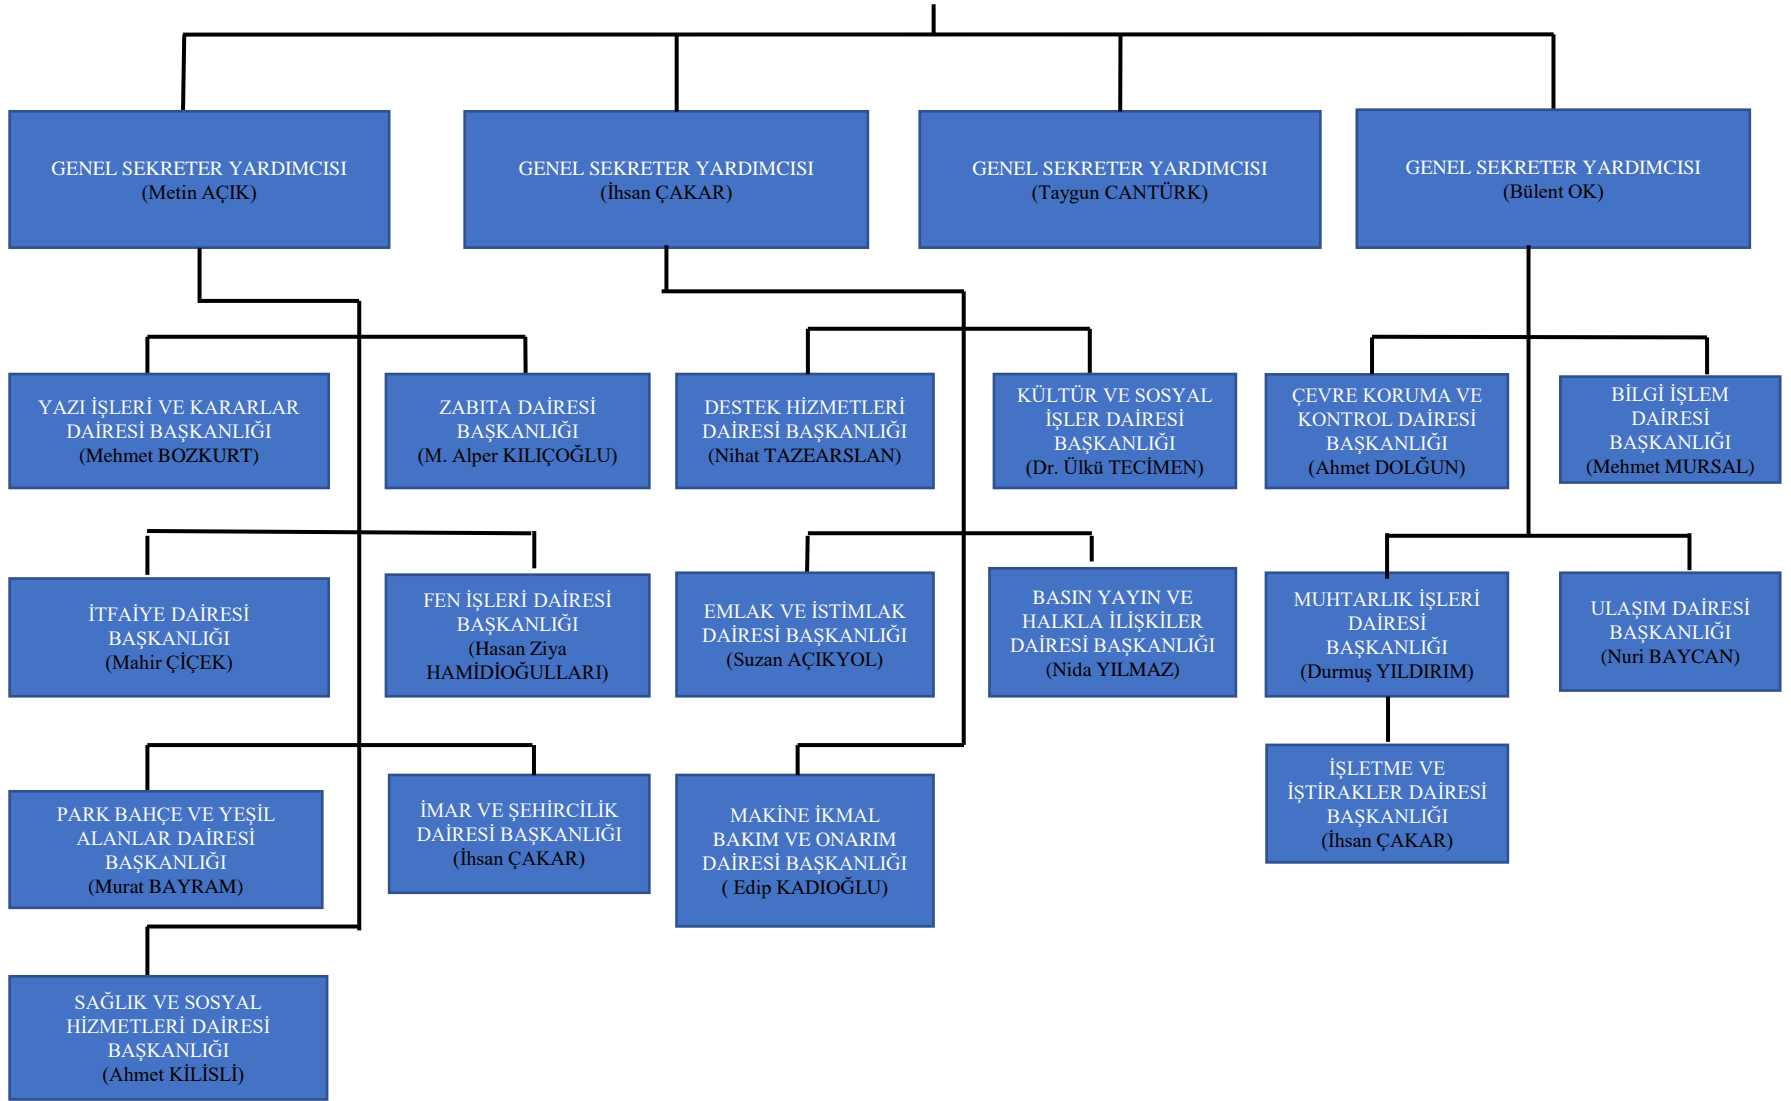 GENEL SEKRETER YARDIMCISI
(Metin AÇIK)
GENEL SEKRETER YARDIMCISI
(İhsan ÇAKAR)
GENEL SEKRETER YARDIMCISI
(Taygun CANTÜRK)
GENEL SEKRETER YARDIMCISI
(Bülent OK)
YAZI İŞLERİ VE KARARLAR
DAİRESİ BAŞKANLIĞI
(Mehmet BOZKURT)
ZABITA DAİRESİ
BAŞKANLIĞI
(M. Alper KILIÇOĞLU)
DESTEK HİZMETLERİ
DAİRESİ BAŞKANLIĞI
(Nihat TAZEARSLAN)
KÜLTÜR VE SOSYAL
İŞLER DAİRESİ
BAŞKANLIĞI
(Dr. Ülkü TECİMEN)
ÇEVRE KORUMA VE
KONTROL DAİRESİ
BAŞKANLIĞI
(Ahmet DOLĞUN)
BİLGİ İŞLEM
DAİRESİ
BAŞKANLIĞI
(Mehmet MURSAL)
İTFAİYE DAİRESİ
BAŞKANLIĞI
(Mahir ÇİÇEK)
FEN İŞLERİ DAİRESİ
BAŞKANLIĞI
(Hasan Ziya
HAMİDİOĞULLARI)
EMLAK VE İSTİMLAK
DAİRESİ BAŞKANLIĞI
(Suzan AÇIKYOL)
BASIN YAYIN VE
HALKLA İLİŞKİLER
DAİRESİ BAŞKANLIĞI
(Nida YILMAZ)
MUHTARLIK İŞLERİ
DAİRESİ
BAŞKANLIĞI
(Durmuş YILDIRIM)
ULAŞIM DAİRESİ
BAŞKANLIĞI
(Nuri BAYCAN)
PARK BAHÇE VE YEŞİL
ALANLAR DAİRESİ
BAŞKANLIĞI
(Murat BAYRAM)
İMAR VE ŞEHİRCİLİK
DAİRESİ BAŞKANLIĞI
(İhsan ÇAKAR)
MAKİNE İKMAL
BAKIM VE ONARIM
DAİRESİ BAŞKANLIĞI
( Edip KADIOĞLU)
İŞLETME VE
İŞTİRAKLER DAİRESİ
BAŞKANLIĞI
(İhsan ÇAKAR)
SAĞLIK VE SOSYAL
HİZMETLERİ DAİRESİ
BAŞKANLIĞI
(Ahmet KİLİSLİ)